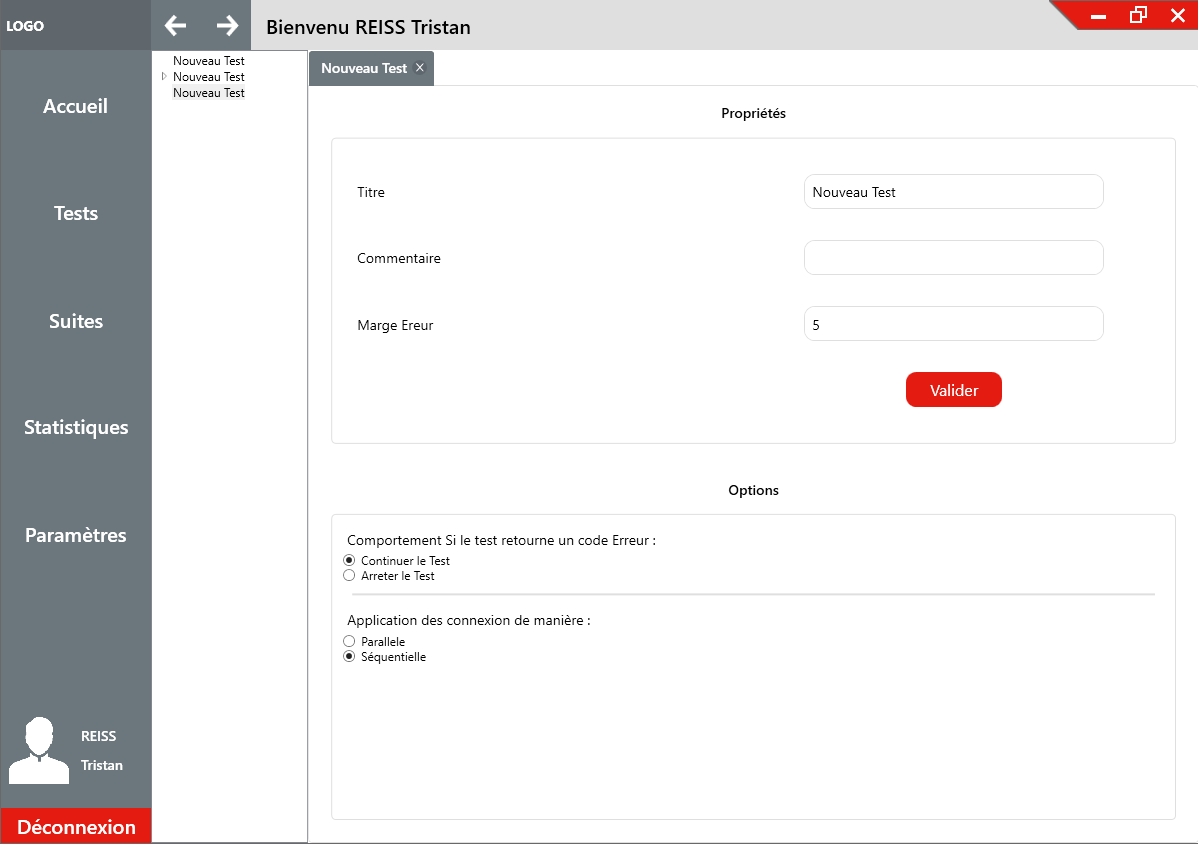 LOGO
Bienvenu REISS Tristan
Accueil
Tests
Suites
Statistiques
Paramètres
REISS
Tristan
Déconnexion
Nouveau Test
Nouveau Test
Nouveau Test
Nouveau Test
Propriétés
Titre
Nouveau Test
Commentaire
Marge Ereur
5
Valider
Options
Comportement Si le test retourne un code Erreur :
Continuer le Test
Arreter le Test
Application des connexion de manière :
Parallele
Séquentielle